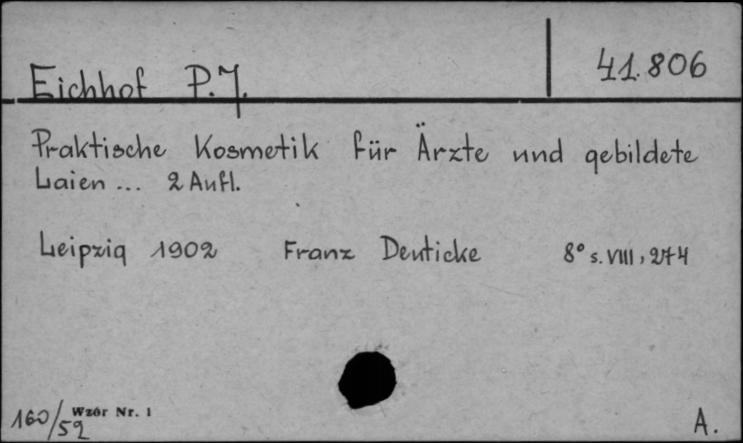 Eichhof P.J.
41.806
Praktische Kosmetik für Ärzte und gebildete
Laien ... 2 Aufl.
Leipzig 1902 Franz Deuticke 8° s. VIII, 274
160/52 Wzór Nr. 1
A.